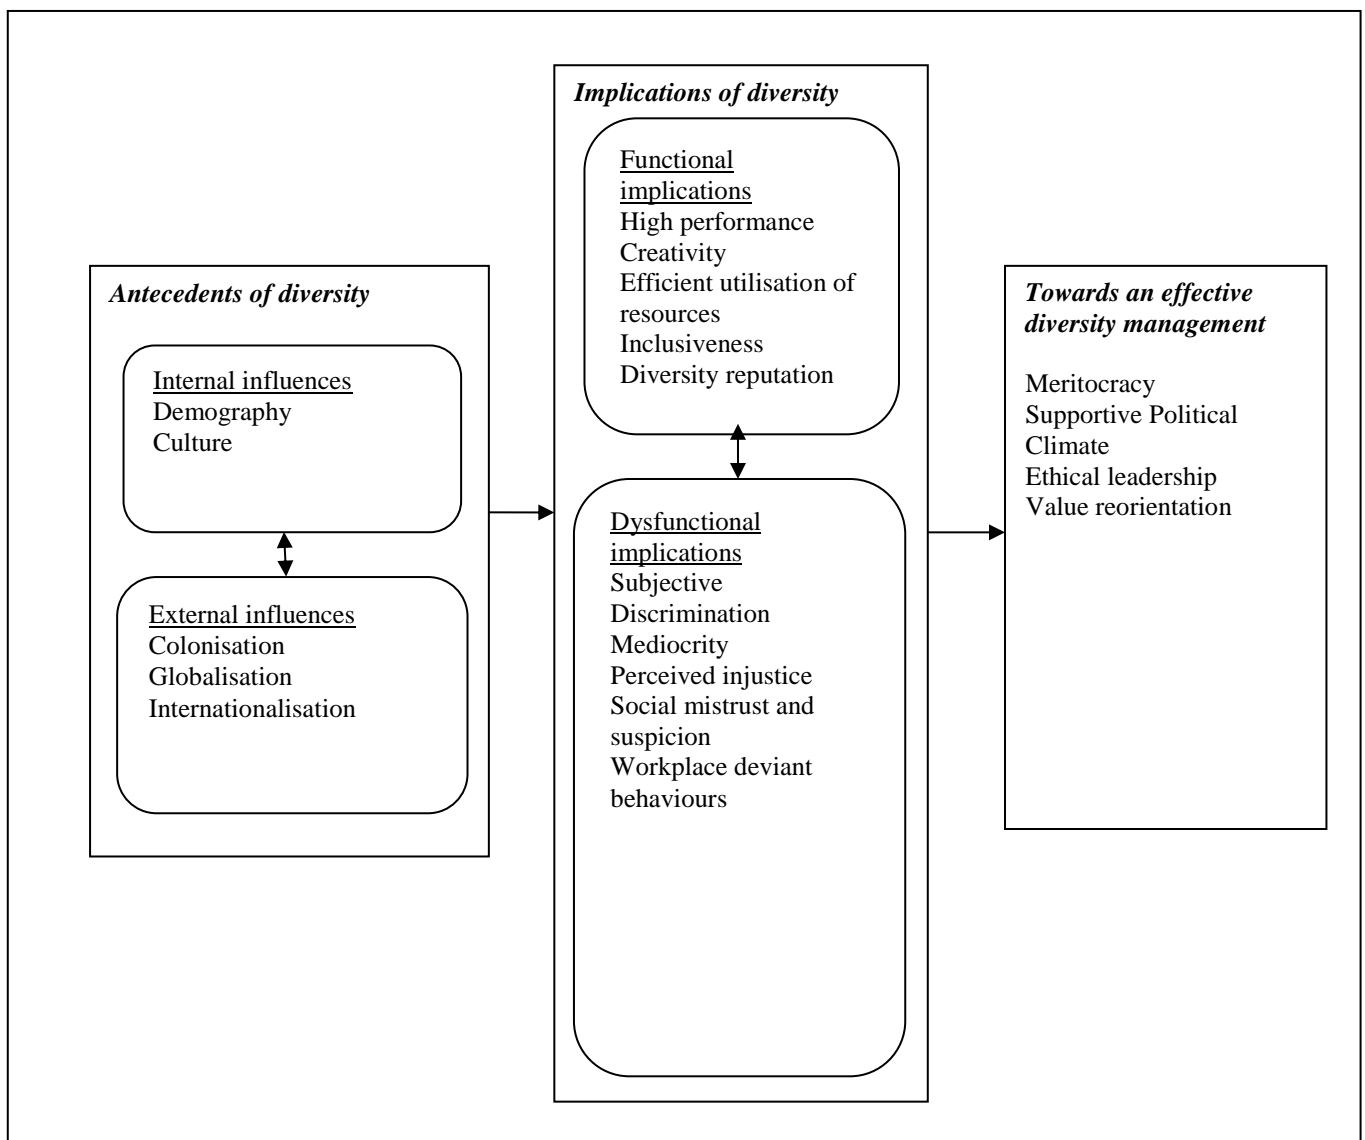 Antecedents of diversity
Internal influences
Demography
Culture
External influences
Colonisation
Globalisation
Internationalisation
Implications of diversity
Functional
implications
High performance
Creativity
Efficient utilisation of
resources
Inclusiveness
Diversity reputation
Dysfunctional
implications
Subjective
Discrimination
Mediocrity
Perceived injustice
Social mistrust and
suspicion
Workplace deviant
behaviours
Towards an effective
diversity management
Meritocracy
Supportive Political
Climate
Ethical leadership
Value reorientation